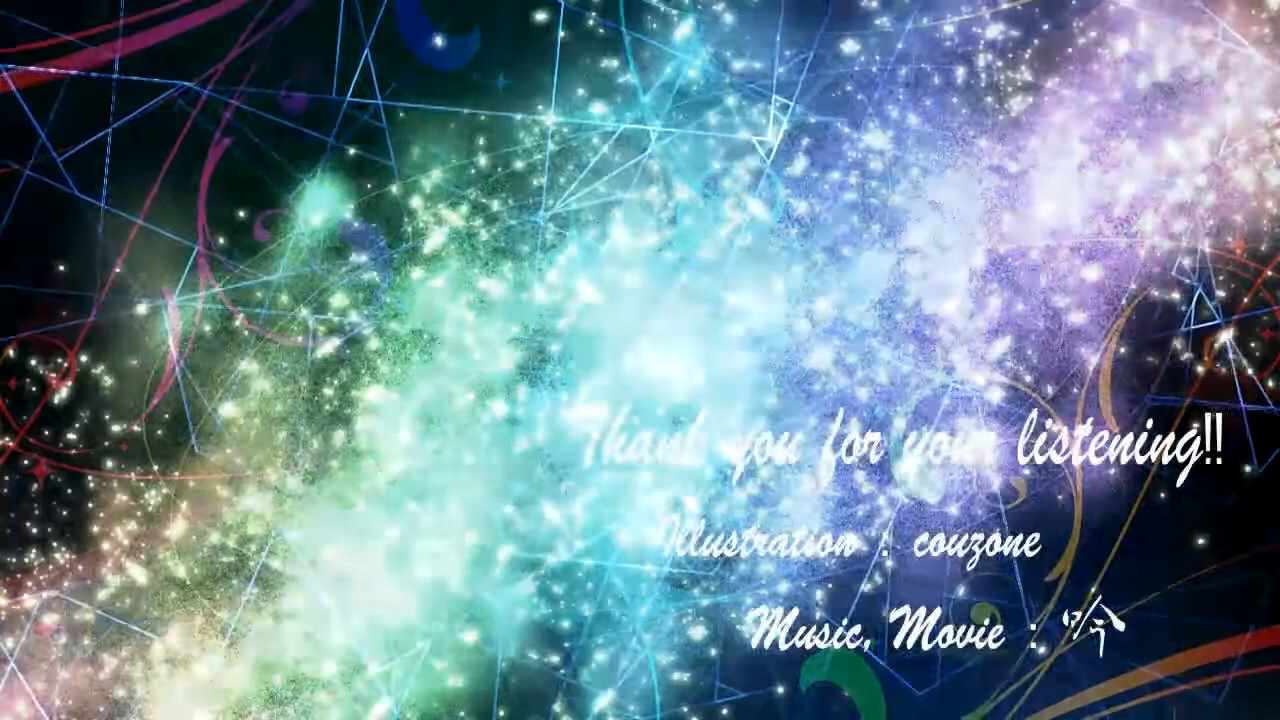 Thank you for your listening!!
Illustration : couzone
Music, Movie : 吟